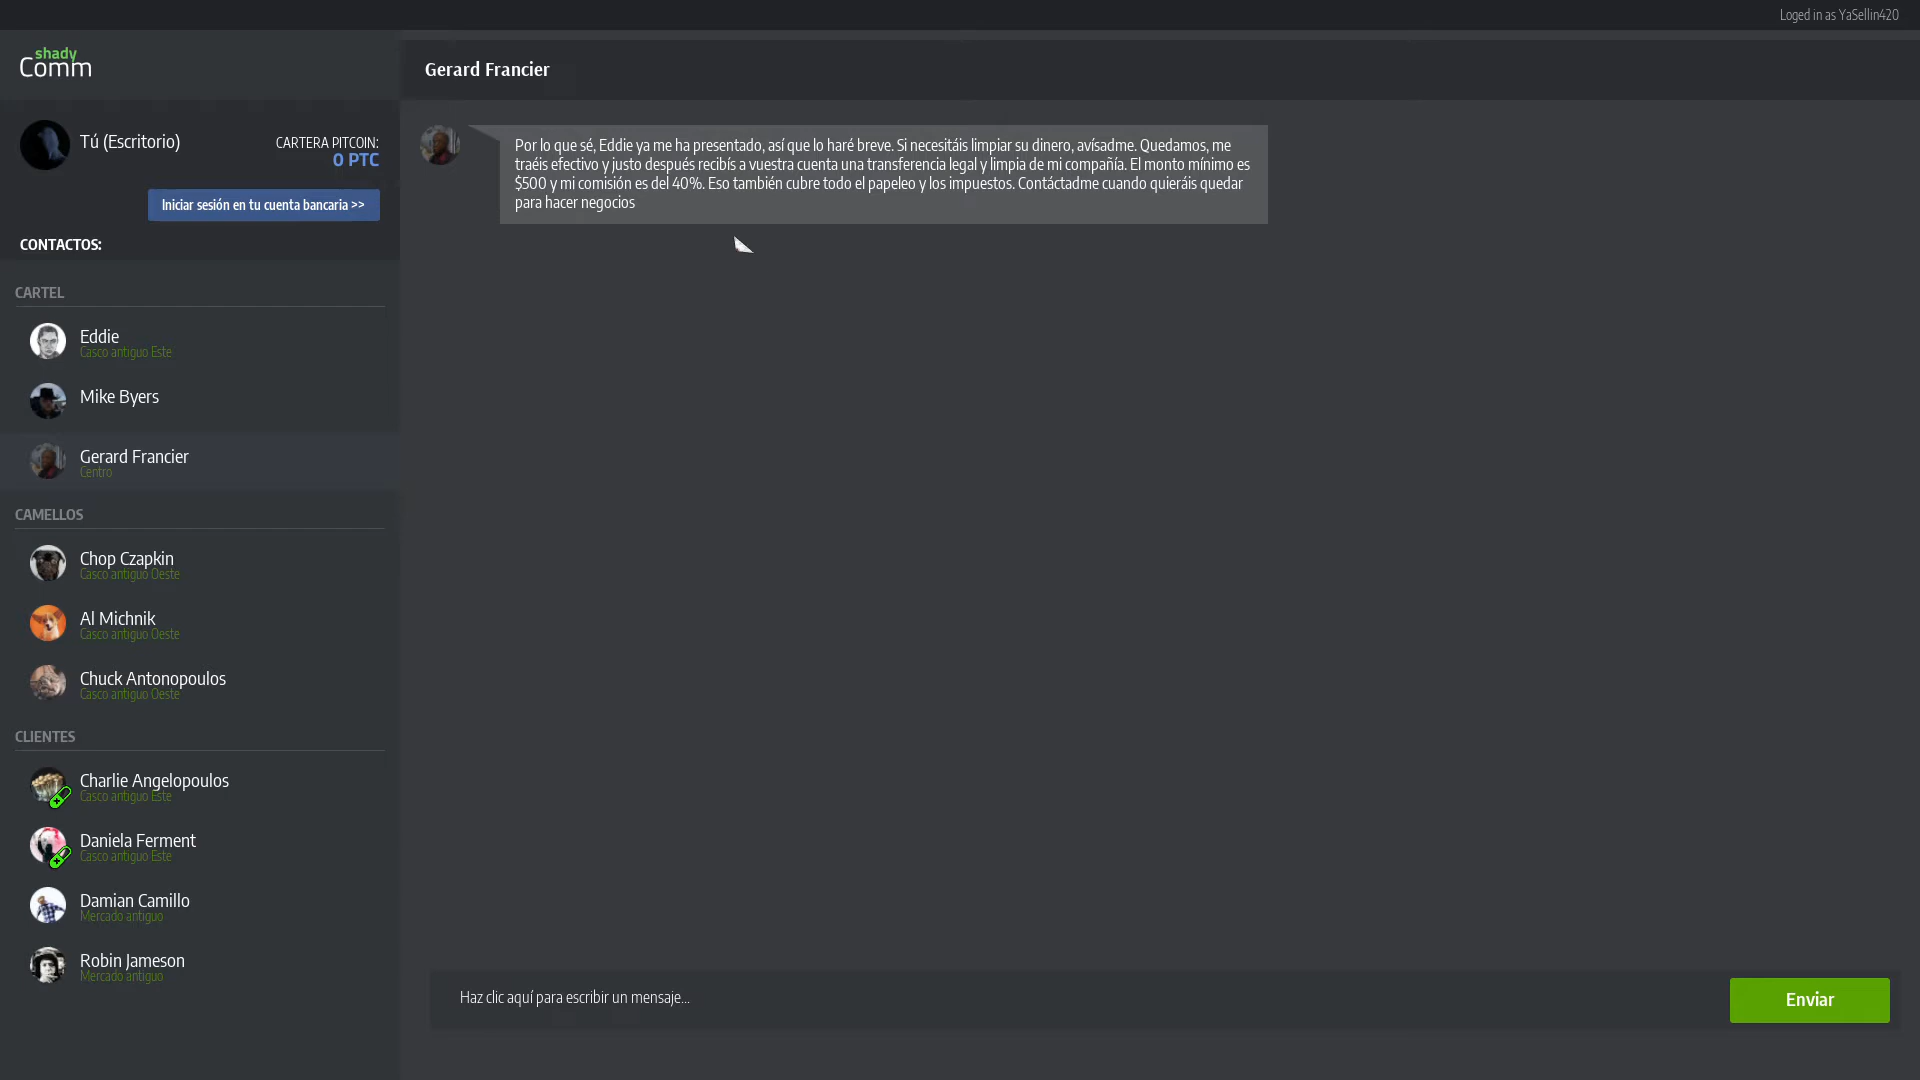 Loged in as YaSellin420
shady
Comm
Gerard Francier
Tú (Escritorio)
CARTERA PITCOIN:
0 PTC
Iniciar sesión en tu cuenta bancaria >>
CONTACTOS:
Por lo que sé, Eddie ya me ha presentado, así que lo haré breve. Si necesitáis limpiar su dinero, avísadme. Quedamos, me
traéis efectivo y justo después recibís a vuestra cuenta una transferencia legal y limpia de mi compañía. El monto mínimo es
$500 y mi comisión es del 40%. Eso también cubre todo el papeleo y los impuestos. Contáctadme cuando quieráis quedar
para hacer negocios
CARTEL
Eddie
Casco antiguo Este
Mike Byers
Gerard Francier
Centro
CAMELLOS
Chop Czapkin
Casco antiguo Oeste
Al Michnik
Casco antiguo Oeste
Chuck Antonopoulos
Casco antiguo Oeste
CLIENTES
Charlie Angelopoulos
Casco antiguo Este
Daniela Ferment
Casco antiguo Este
Damian Camillo
Mercado antiguo
Robin Jameson
Mercado antiguo
Haz clic aquí para escribir un mensaje...
Enviar